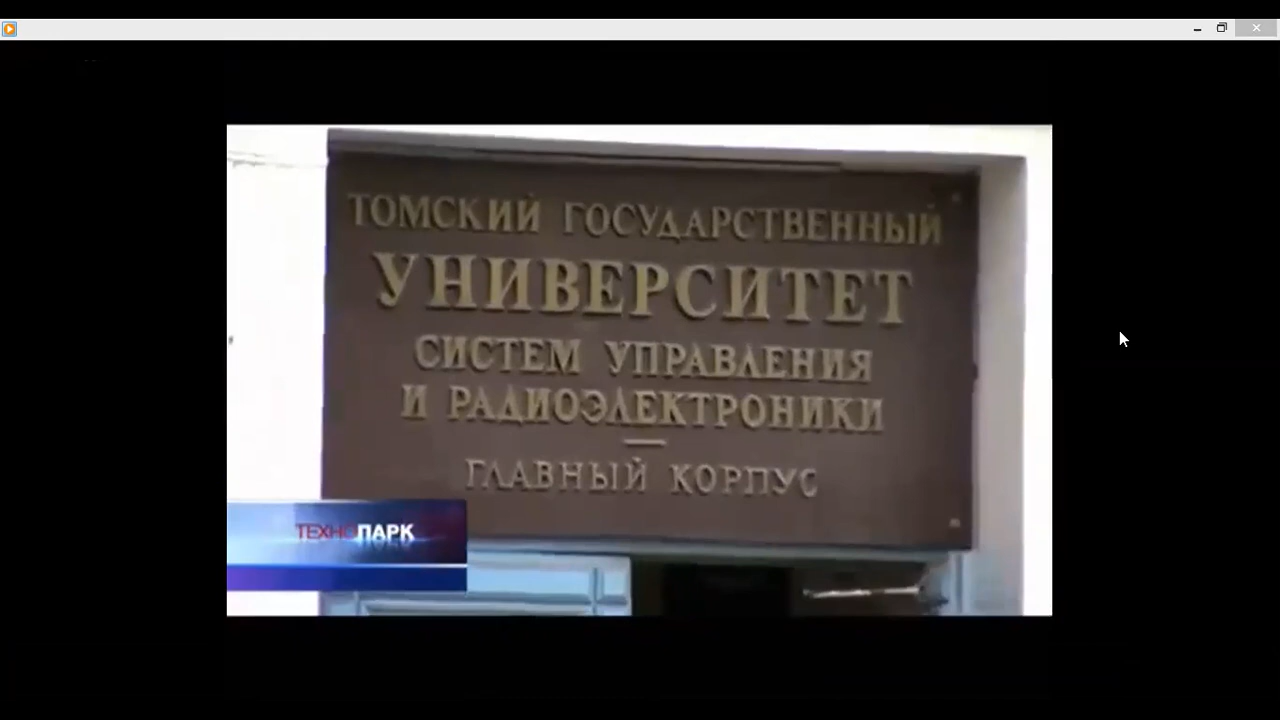 ТОМСКИЙ ГОСУДАРСТВЕННЫЙ
УНИВЕРСИТЕТ
СИСТЕМ УПРАВЛЕНИЯ
И РАДИОЭЛЕКТРОНИКИ
ГЛАВНЫЙ КОРПУС
ТЕХНОПАРК